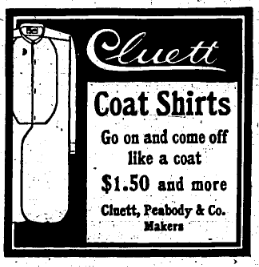 Cluett
Coat Shirts
Go on and come off
like a coat
$1.50 and more
Cluett, Peabody & Co.
Makers